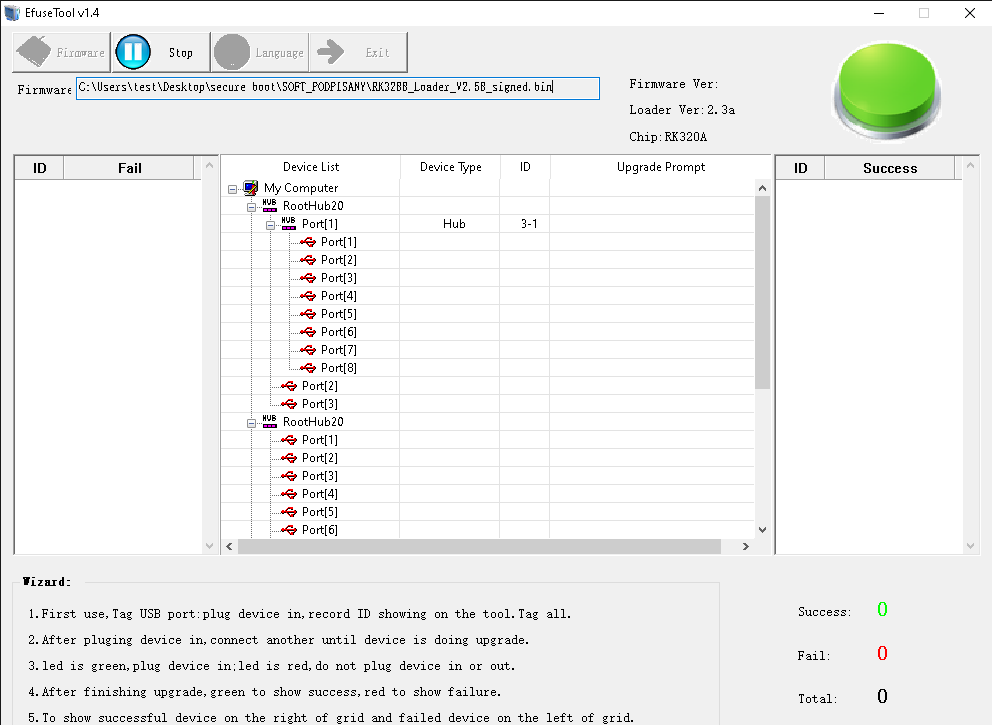 EfuseTool v1.4
Firmware
Stop
Language
Exit
Firmware
C:\Users\test\Desktop\secure boot\SOFT_PODPISANY\RK32BB_Loader_V2.5B_signed.bin
Firmware Ver:
Loader Ver:2.3a
Chip:RK320A
ID Fail
Device List Device Type ID Upgrade Prompt
ID Success
My Computer
HUB RootHub20
HUB Port[1] Hub 3-1
Port[1]
Port[2]
Port[3]
Port[4]
Port[5]
Port[6]
Port[7]
Port[8]
Port[2]
Port[3]
HUB RootHub20
Port[1]
Port[2]
Port[3]
Port[4]
Port[5]
Port[6]
Wizard:
1.First use,Tag USB port:plug device in,record ID showing on the tool.Tag all.
2.After pluging device in,connect another until device is doing upgrade.
3.led is green,plug device in;led is red,do not plug device in or out.
4.After finishing upgrade,green to show success,red to show failure.
5.To show successful device on the right of grid and failed device on the left of grid.
Success: 0
Fail: 0
Total: 0